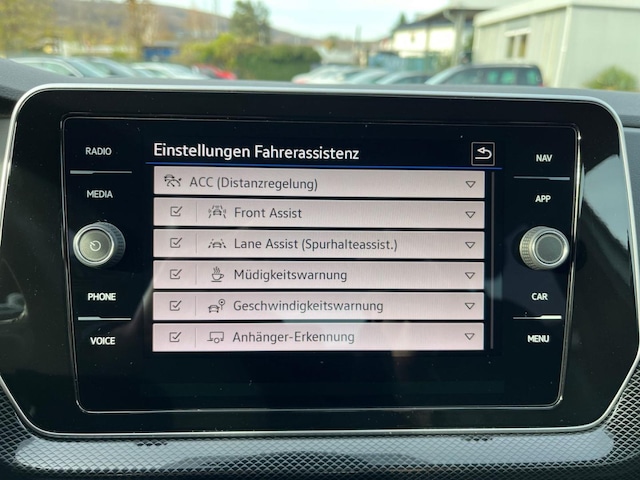 Einstellungen Fahrerassistenz
ACC (Distanzregelung)
Front Assist
Lane Assist (Spurhalteassist.)
Müdigkeitswarnung
Geschwindigkeitswarnung
Anhänger-Erkennung
RADIO
MEDIA
PHONE
VOICE
NAV
APP
CAR
MENU